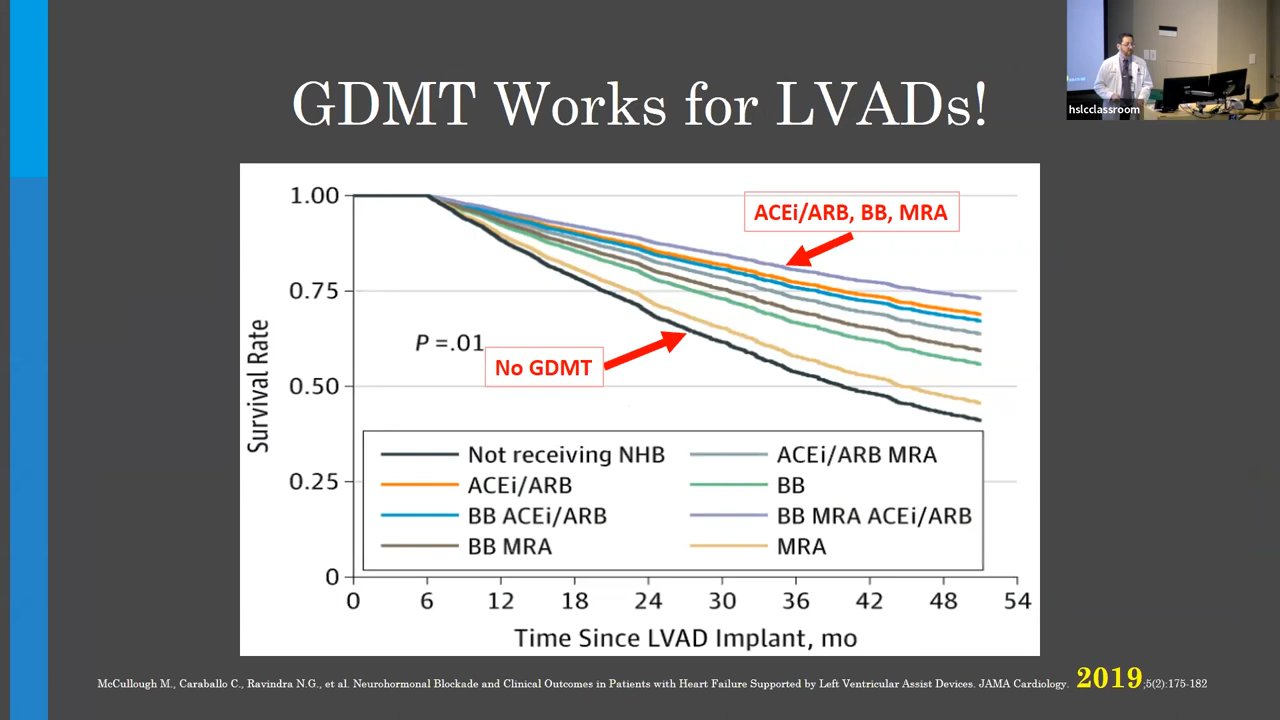 GDMT Works for LVADs!
hslcclassroom
1.00
0.75
0.50
0.25
0
Survival Rate
ACEi/ARB, BB, MRA
P =.01
No GDMT
Not receiving NHB
ACEi/ARB
BB ACEi/ARB
BB MRA
ACEi/ARB MRA
BB
BB MRA ACEi/ARB
MRA
0 6 12 18 24 30 36 42 48 54
Time Since LVAD Implant, mo
McCullough M., Caraballo C., Ravindra N.G., et al. Neurohormonal Blockade and Clinical Outcomes in Patients with Heart Failure Supported by Left Ventricular Assist Devices. JAMA Cardiology. 2019;5(2):175-182